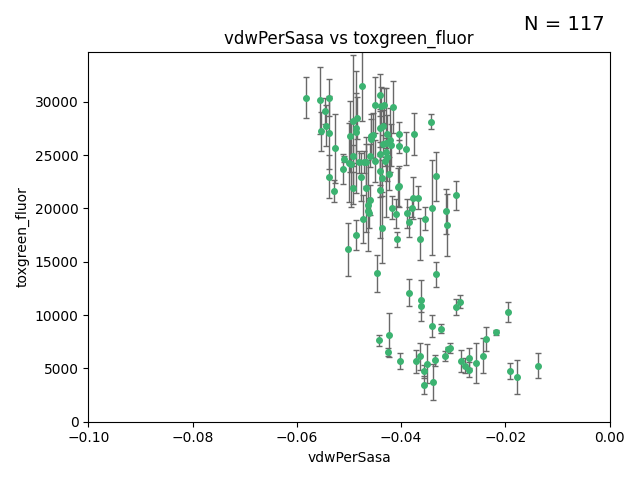 N = 117
vdwPerSasa vs toxgreen_fluor
30000
25000
20000
15000
10000
5000
0
toxgreen_fluor
−0.10 −0.08 −0.06 −0.04 −0.02 0.00
vdwPerSasa